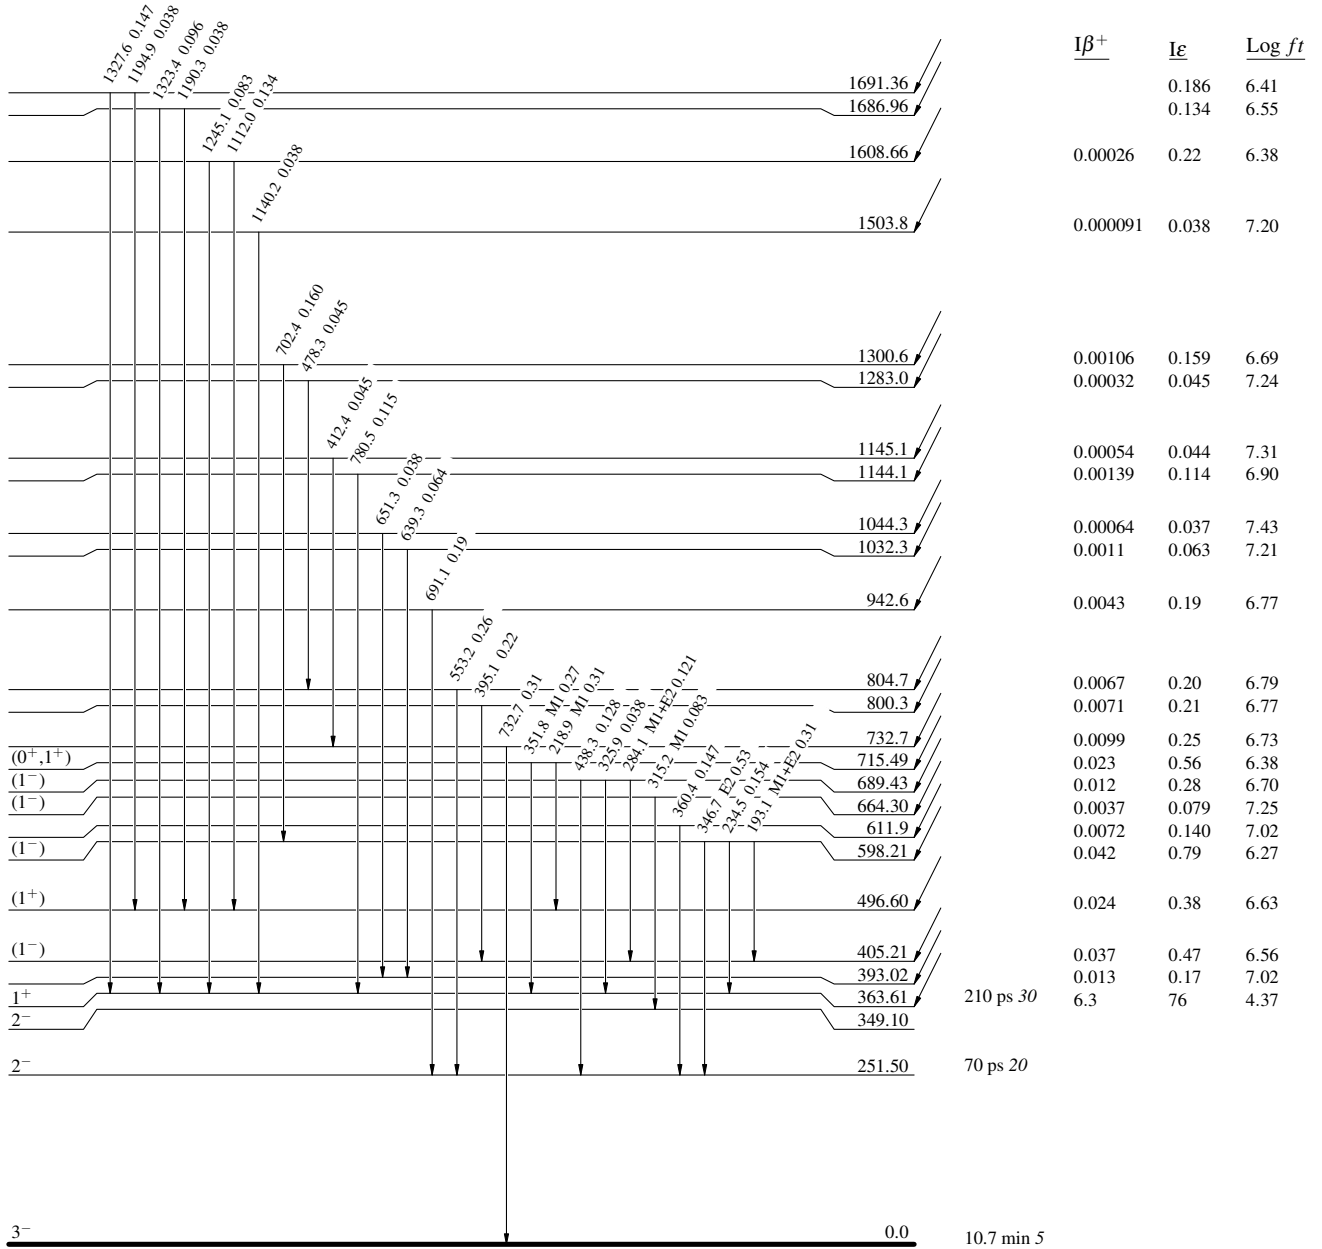 Iβ⁺ Iε Log ft
1327.6 0.147
1194.9 0.038
1323.4 0.096
1190.3 0.038
1245.1 0.083
1112.0 0.134
1140.2 0.038
702.4 0.160
478.3 0.045
412.4 0.045
780.5 0.115
651.3 0.038
639.3 0.064
691.1 0.19
553.2 0.26
395.1 0.22
732.7 0.31
351.8 M1 0.27
218.9 M1 0.31
438.3 0.128
325.9 0.038
284.1 M1+E2 0.121
315.2 M1 0.083
360.4 0.147
346.7 E2 0.53
234.5 0.154
193.1 M1+E2 0.31
1691.36 0.186 6.41
1686.96 0.134 6.55
1608.66 0.00026 0.22 6.38
1503.8 0.000091 0.038 7.20
1300.6 0.00106 0.159 6.69
1283.0 0.00032 0.045 7.24
1145.1 0.00054 0.044 7.31
1144.1 0.00139 0.114 6.90
1044.3 0.00064 0.037 7.43
1032.3 0.0011 0.063 7.21
942.6 0.0043 0.19 6.77
804.7 0.0067 0.20 6.79
800.3 0.0071 0.21 6.77
732.7 0.0099 0.25 6.73
(0⁺,1⁺) 715.49 0.023 0.56 6.38
(1⁻) 689.43 0.012 0.28 6.70
(1⁻) 664.30 0.0037 0.079 7.25
611.9 0.0072 0.140 7.02
(1⁻) 598.21 0.042 0.79 6.27
(1⁺) 496.60 0.024 0.38 6.63
(1⁻) 405.21 0.037 0.47 6.56
393.02 0.013 0.17 7.02
1⁺ 363.61 210 ps 30 6.3 76 4.37
2⁻ 349.10
2⁻ 251.50 70 ps 20
3⁻ 0.0 10.7 min 5